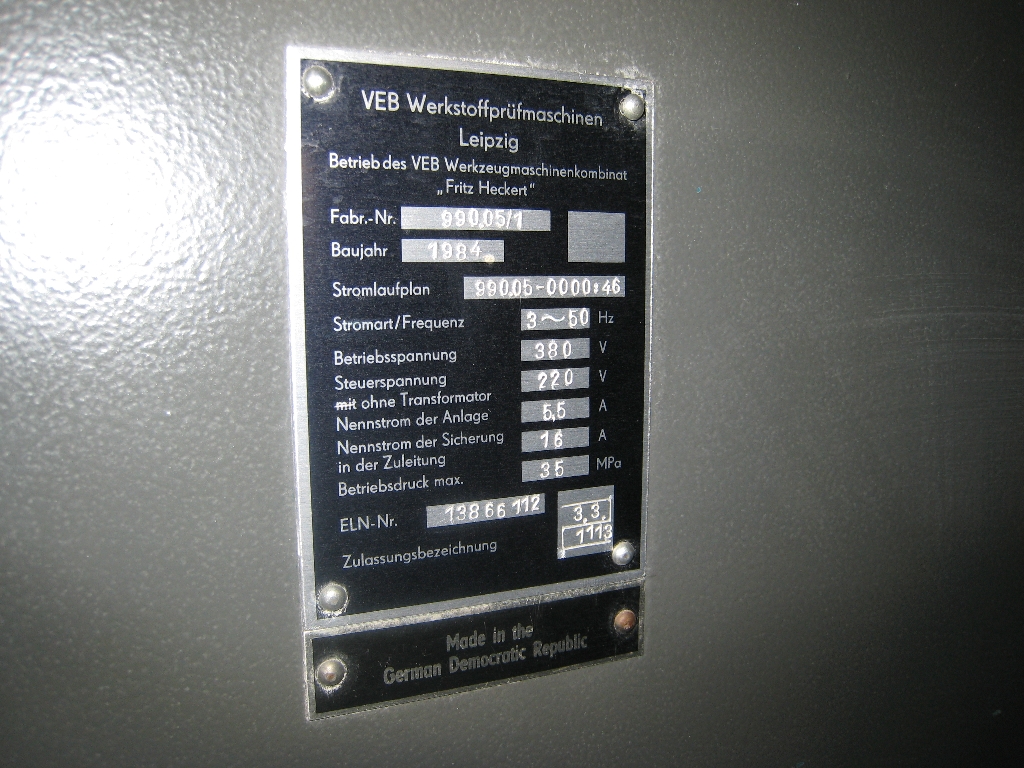 VEB Werkstoffprüfmaschinen
Leipzig
Betrieb des VEB Werkzeugmaschinenkombinat
„Fritz Heckert"
Fabr.-Nr. 990.05/1
Baujahr 1984
Stromlaufplan 990.05-0000:46
Stromart/Frequenz 3~50 Hz
Betriebsspannung 380 V
Steuerspannung 220 V
mit ohne Transformator
Nennstrom der Anlage 5,5 A
Nennstrom der Sicherung 16 A
in der Zuleitung
Betriebsdruck max. 35 MPa
ELN-Nr. 138 66 112
3.3.
1113
Zulassungsbezeichnung
Made in the
German Democratic Republic